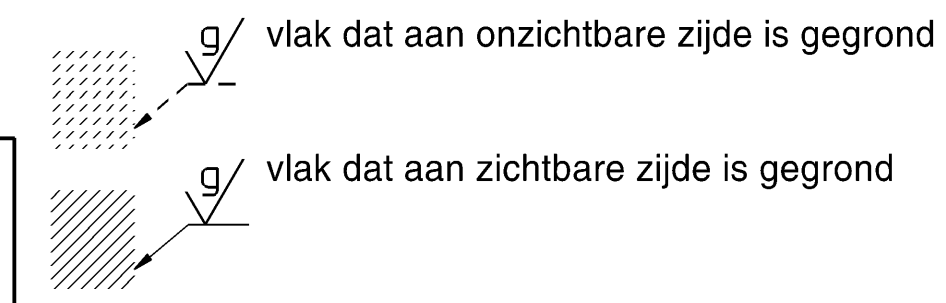 g vlak dat aan onzichtbare zijde is gegrond
g vlak dat aan zichtbare zijde is gegrond